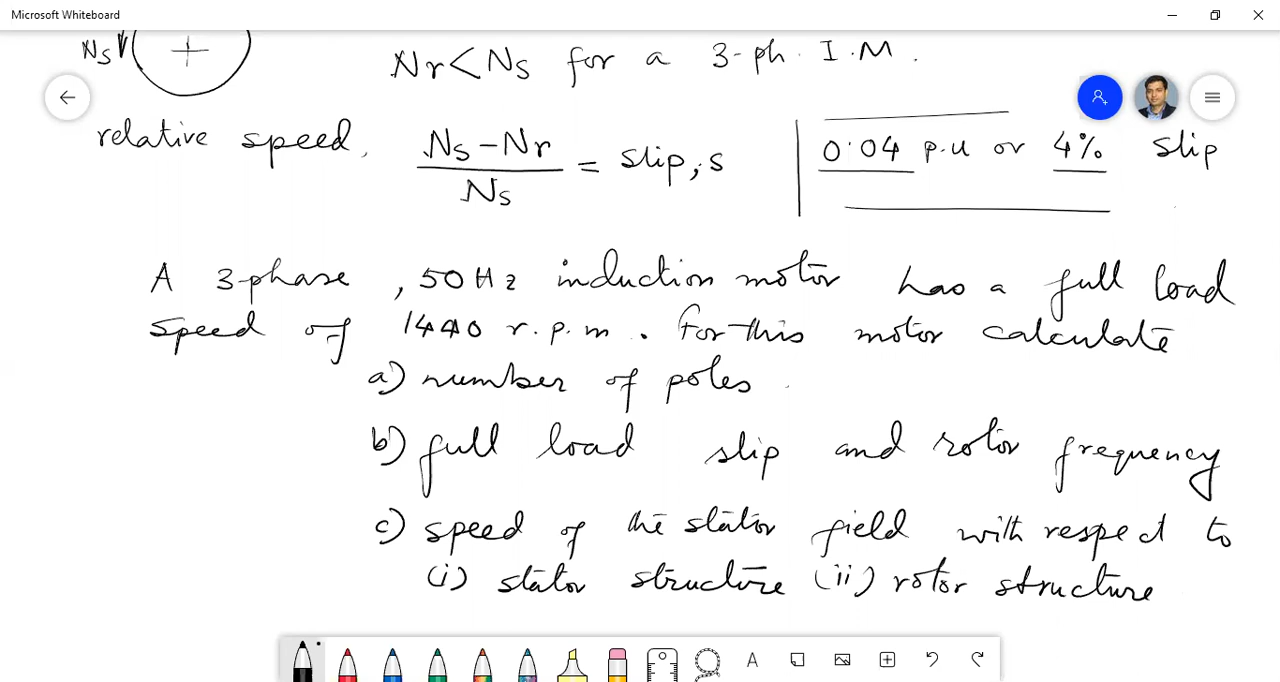 Microsoft Whiteboard
Ns
Nr < Ns for a 3-ph. I.M.
relative speed, Ns - Nr / Ns = slip, s
0.04 p.u or 4% slip
A 3-phase, 50Hz induction motor has a full load
speed of 1440 r.p.m. For this motor calculate
a) number of poles.
b) full load slip and rotor frequency
c) speed of the stator field with respect to
(i) stator structure (ii) rotor structure
A